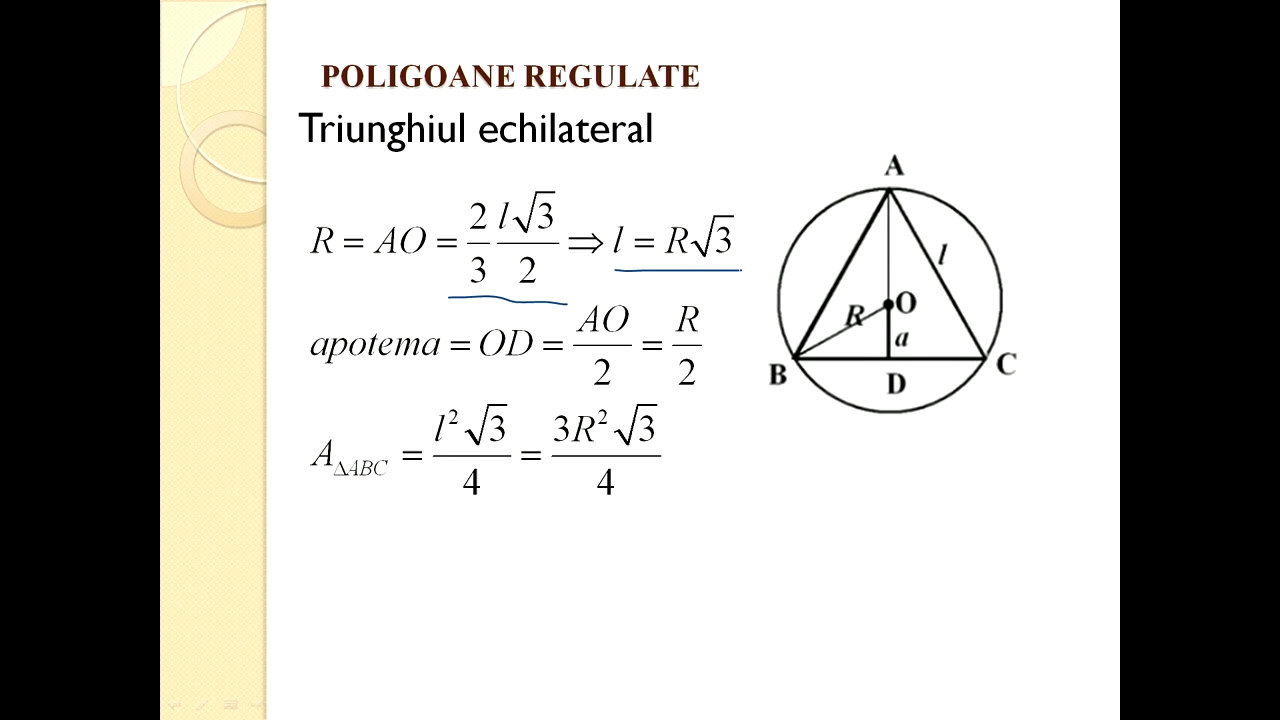 POLIGOANE REGULATE
Triunghiul echilateral
R = AO = 2/3 l√3/2 ⇒ l = R√3
apotema = OD = AO/2 = R/2
A△ABC = l²√3/4 = 3R²√3/4
A
l
O
R
a
B
C
D